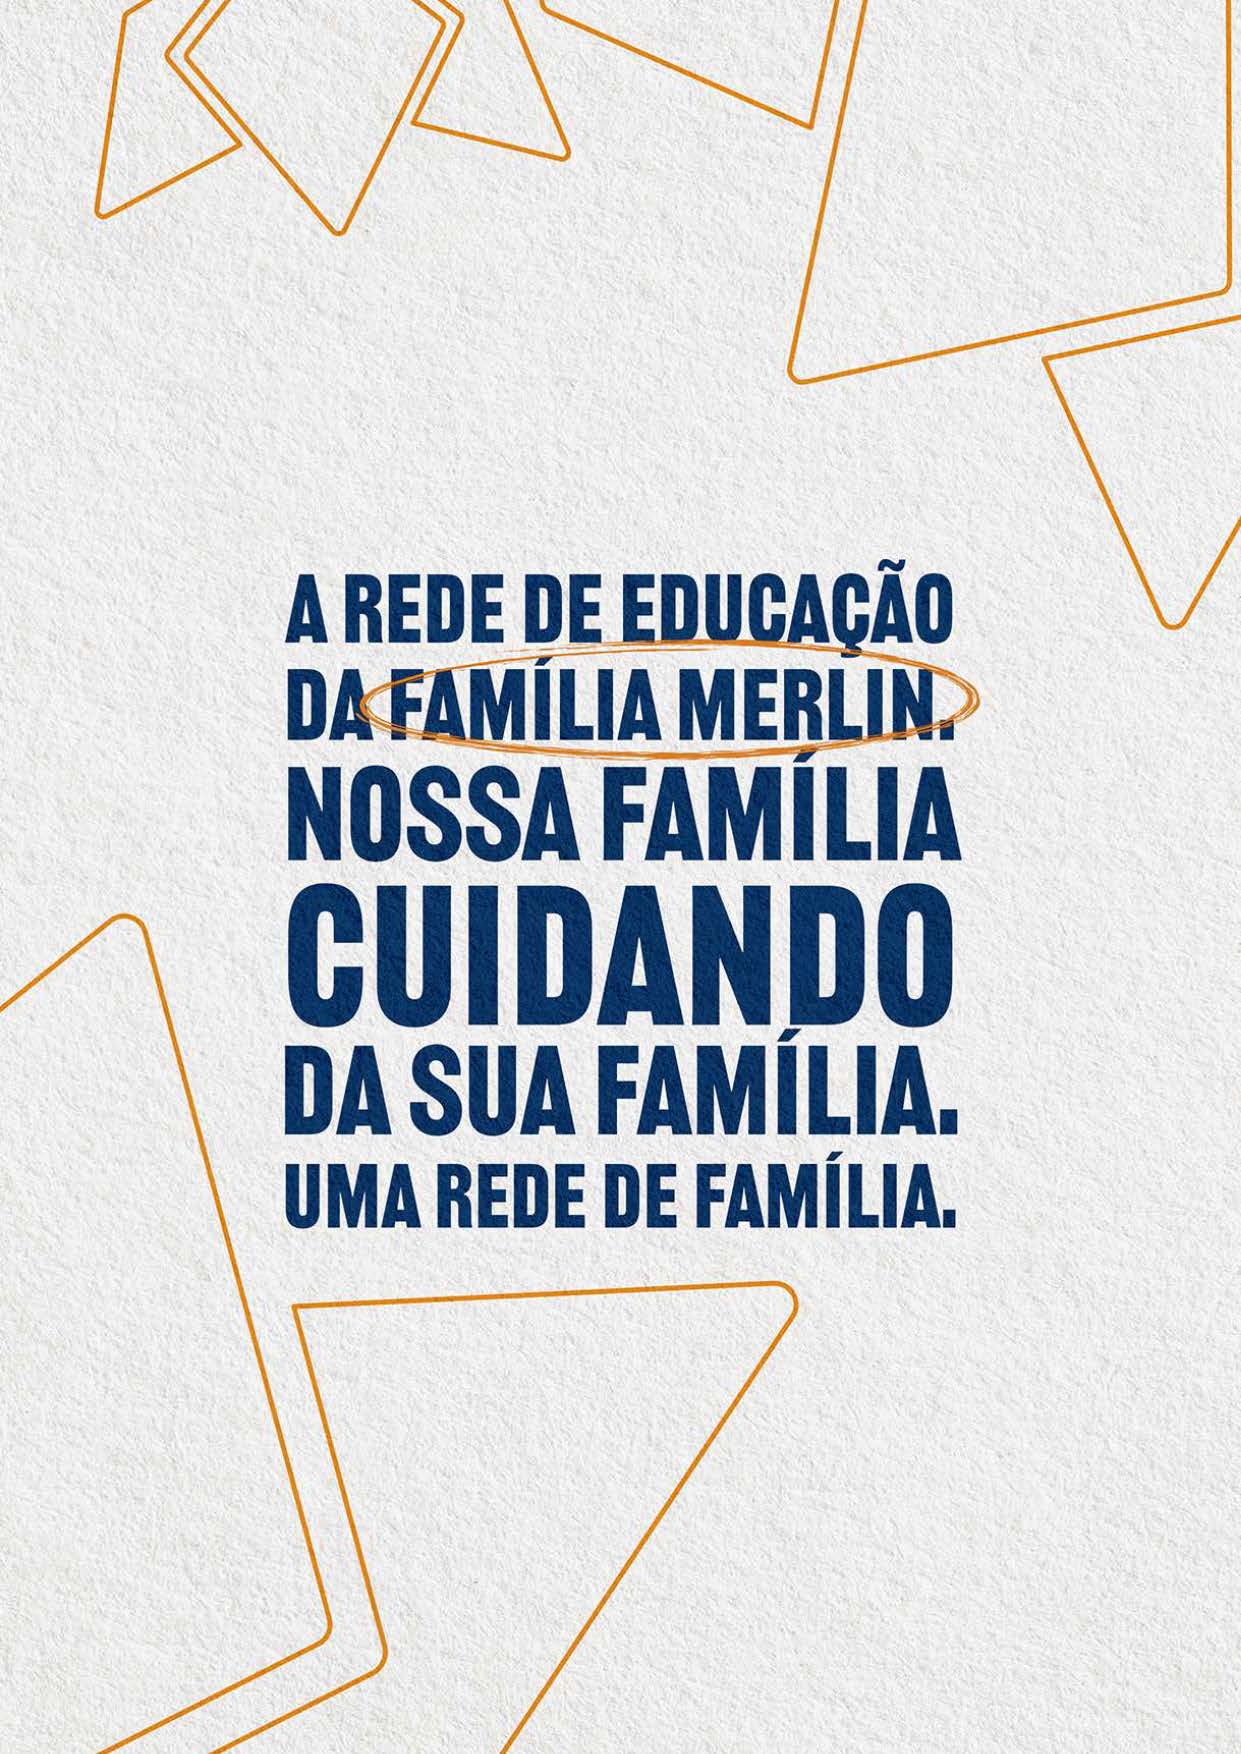 A REDE DE EDUCAÇÃO
DA FAMÍLIA MERLIN.
NOSSA FAMÍLIA
CUIDANDO
DA SUA FAMÍLIA.
UMA REDE DE FAMÍLIA.